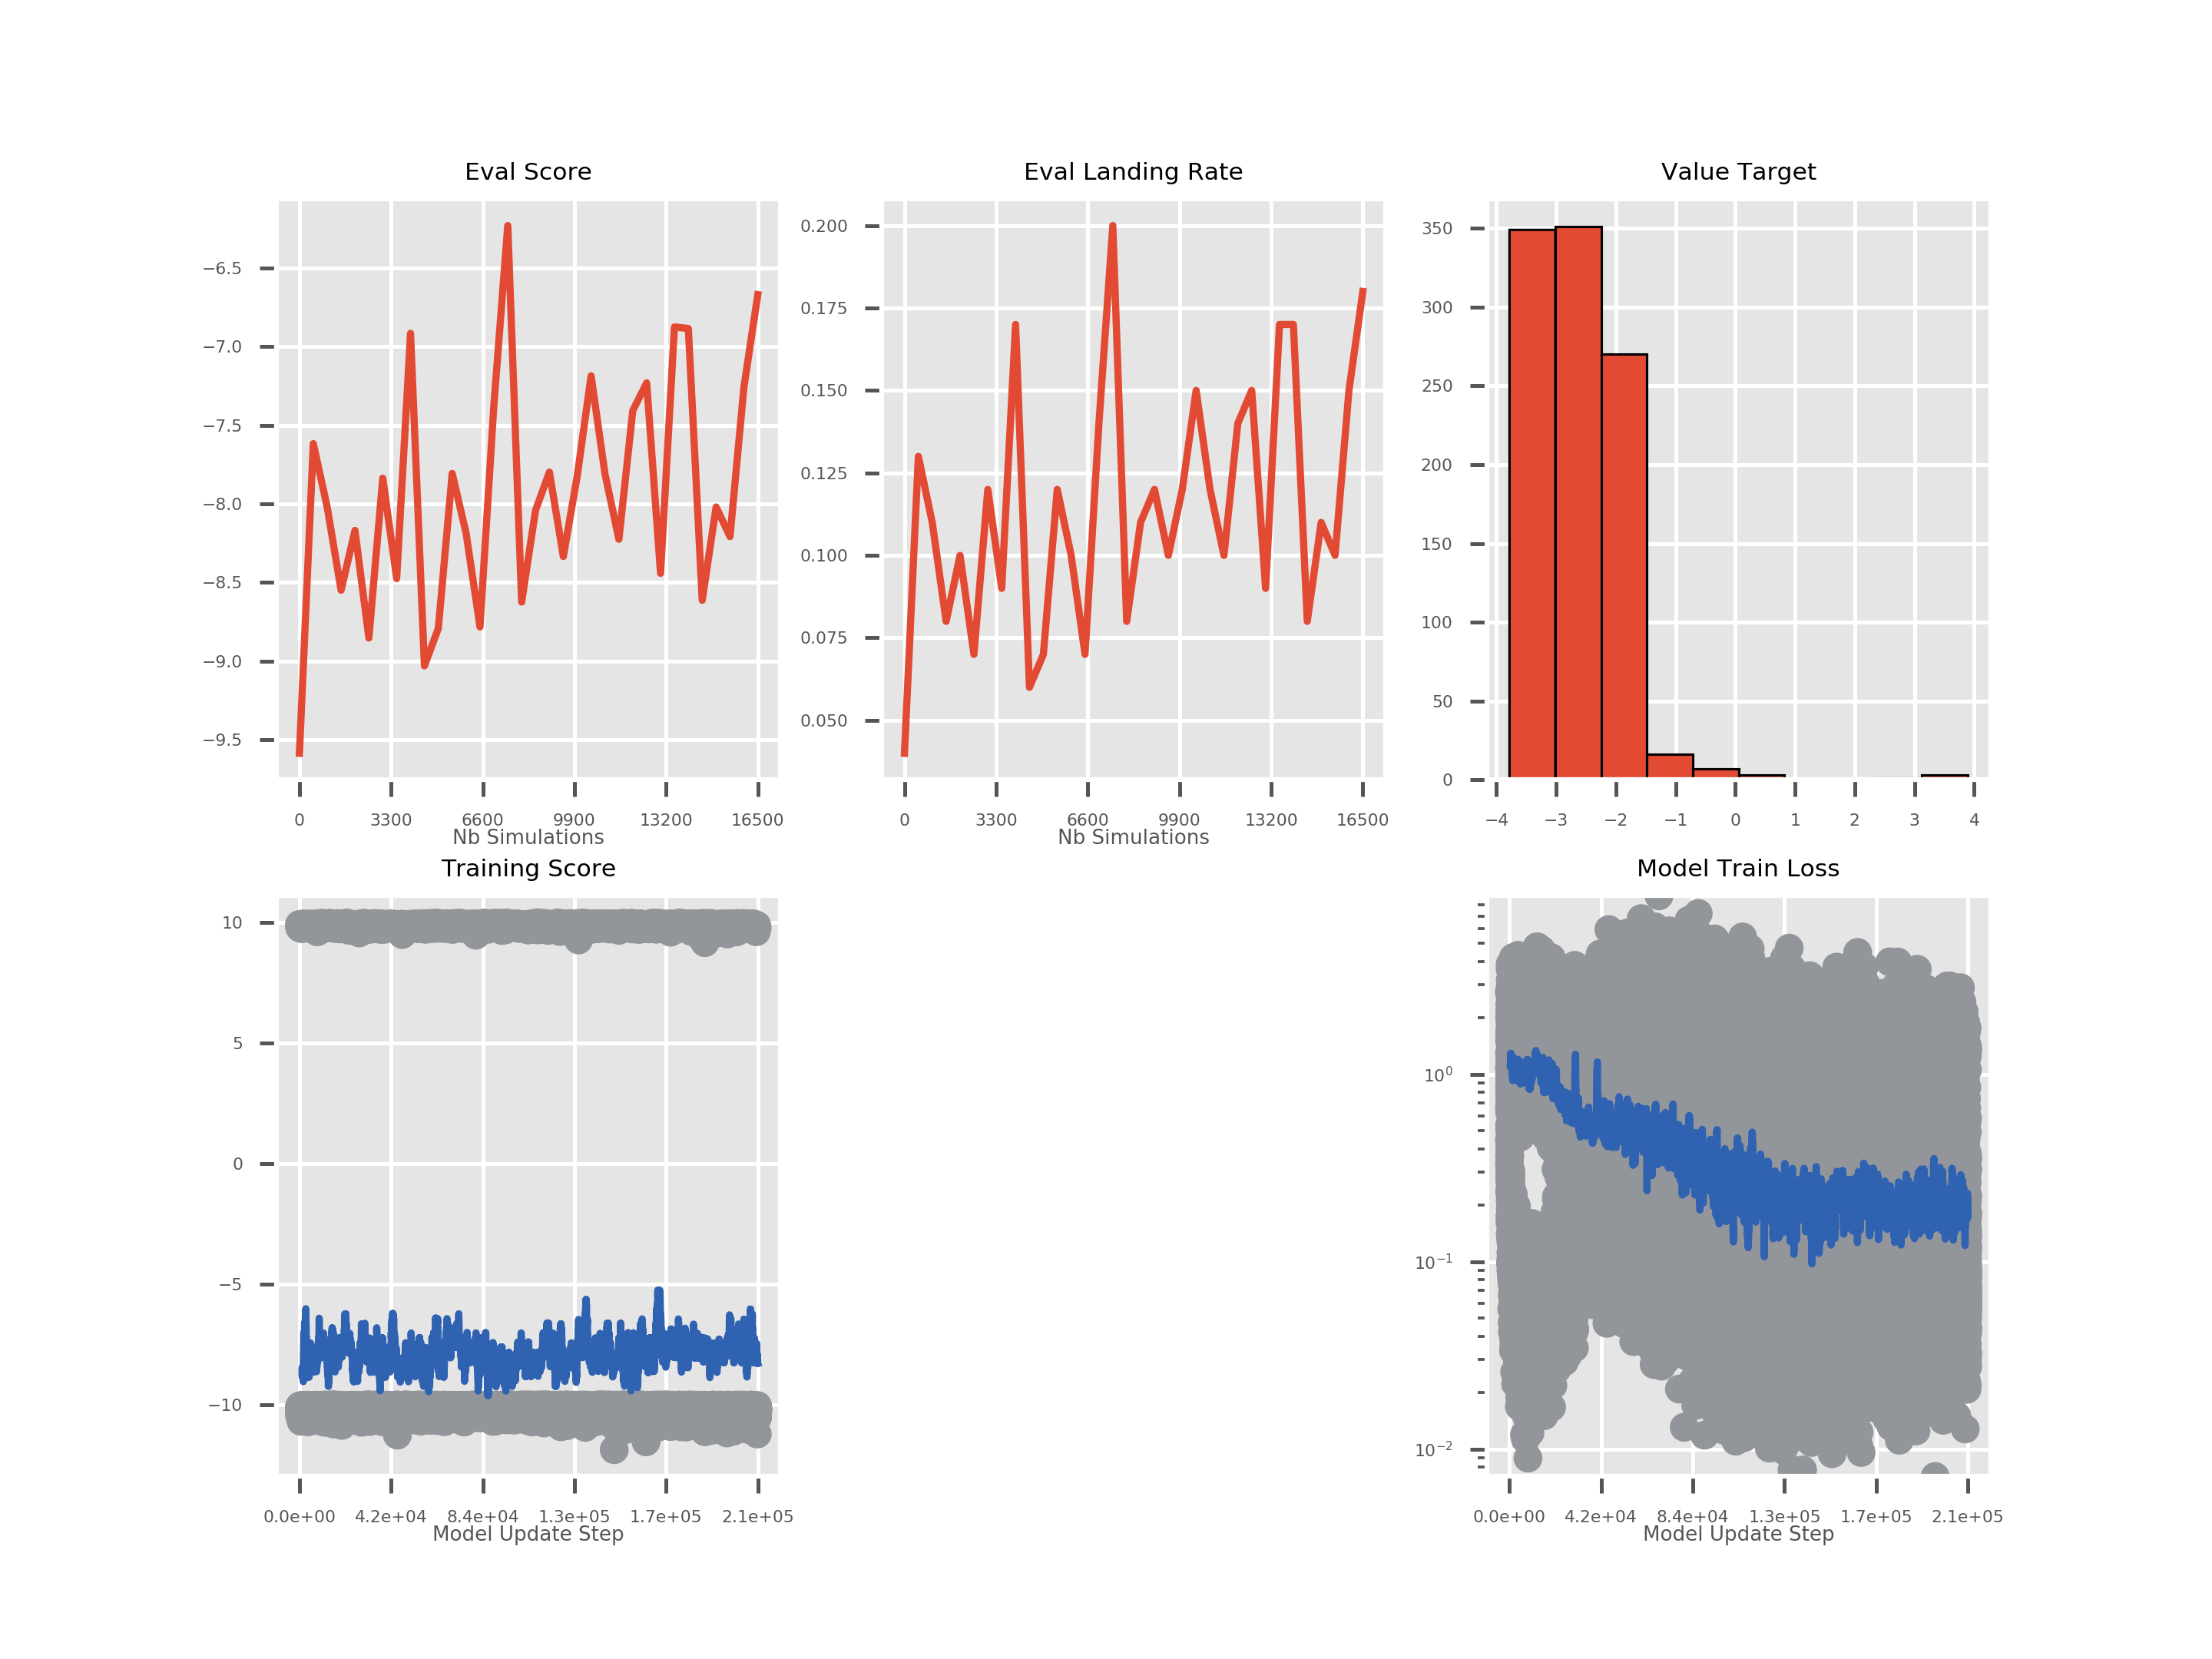 Eval Score
−6.5
−7.0
−7.5
−8.0
−8.5
−9.0
−9.5
0 3300 6600 9900 13200 16500
Nb Simulations
Eval Landing Rate
0.200
0.175
0.150
0.125
0.100
0.075
0.050
0 3300 6600 9900 13200 16500
Nb Simulations
Value Target
350
300
250
200
150
100
50
0
−4 −3 −2 −1 0 1 2 3 4
Training Score
10
5
0
−5
−10
0.0e+00 4.2e+04 8.4e+04 1.3e+05 1.7e+05 2.1e+05
Model Update Step
Model Train Loss
10⁰
10⁻¹
10⁻²
0.0e+00 4.2e+04 8.4e+04 1.3e+05 1.7e+05 2.1e+05
Model Update Step